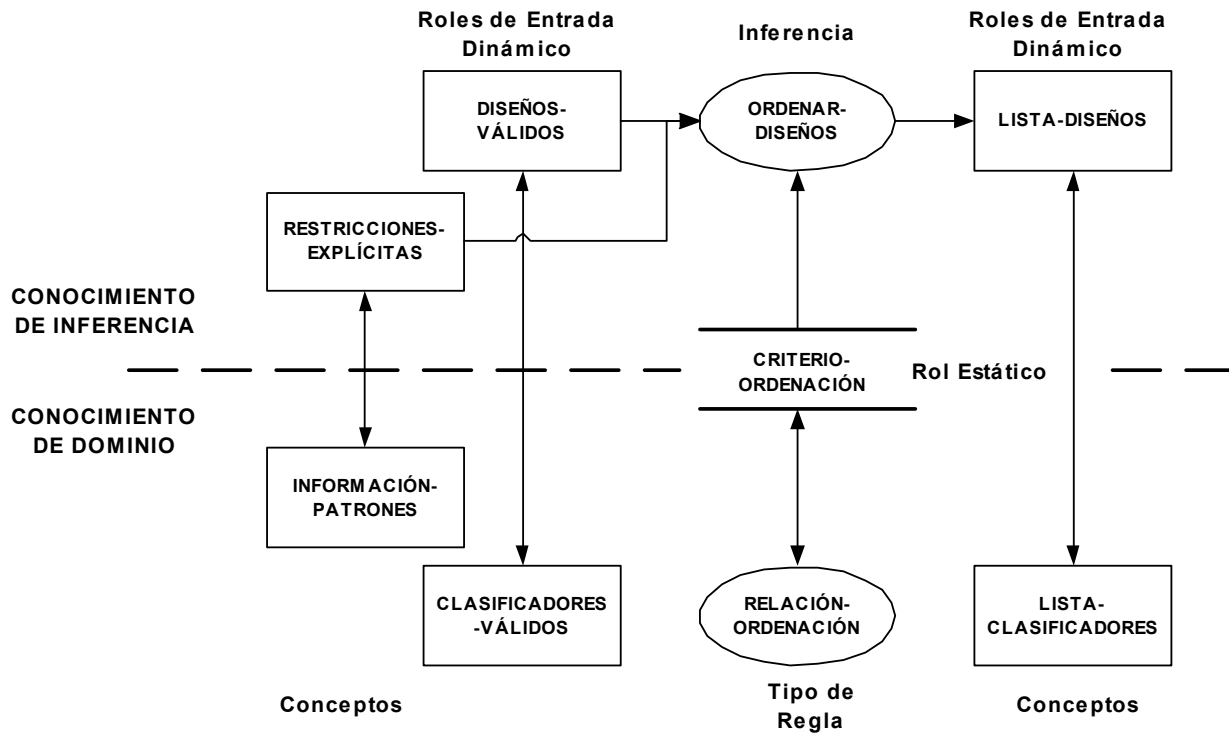 Roles de Entrada
Dinámico
Inferencia
Roles de Entrada
Dinámico
DISEÑOS-
VÁLIDOS
ORDENAR-
DISEÑOS
LISTA-DISEÑOS
RESTRICCIONES-
EXPLÍCITAS
CONOCIMIENTO
DE INFERENCIA
CRITERIO-
ORDENACIÓN
Rol Estático
CONOCIMIENTO
DE DOMINIO
INFORMACIÓN-
PATRONES
CLASIFICADORES
-VÁLIDOS
RELACIÓN-
ORDENACIÓN
LISTA-
CLASIFICADORES
Conceptos
Tipo de
Regla
Conceptos